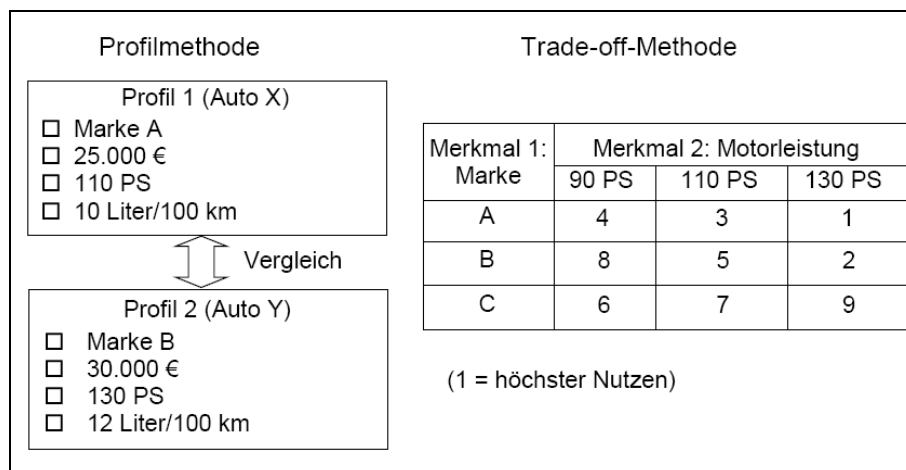 Profilmethode
Profil 1 (Auto X)
Marke A
25.000 €
110 PS
10 Liter/100 km
Vergleich
Profil 2 (Auto Y)
Marke B
30.000 €
130 PS
12 Liter/100 km
Trade-off-Methode
Merkmal 1: Marke
Merkmal 2: Motorleistung
90 PS 110 PS 130 PS
A 4 3 1
B 8 5 2
C 6 7 9
(1 = höchster Nutzen)